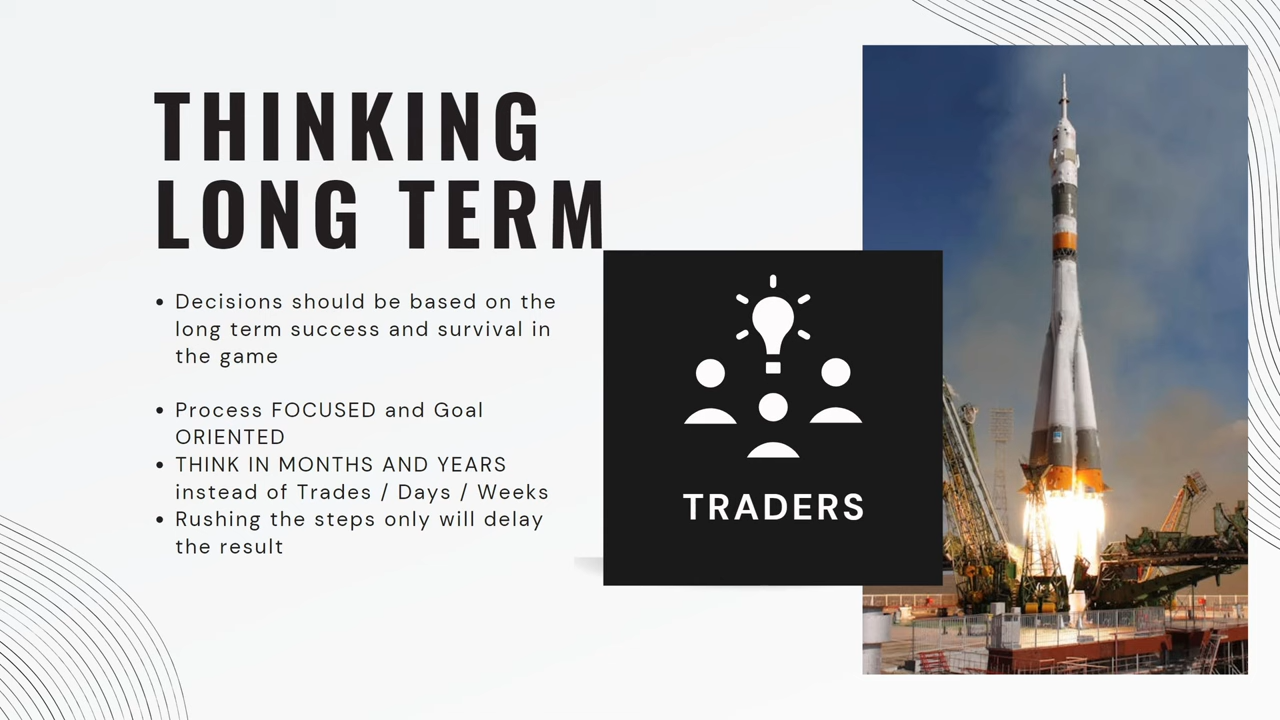 THINKING
LONG TERM
• Decisions should be based on the
long term success and survival in
the game
• Process FOCUSED and Goal
ORIENTED
• THINK IN MONTHS AND YEARS
instead of Trades / Days / Weeks
• Rushing the steps only will delay
the result
TRADERS